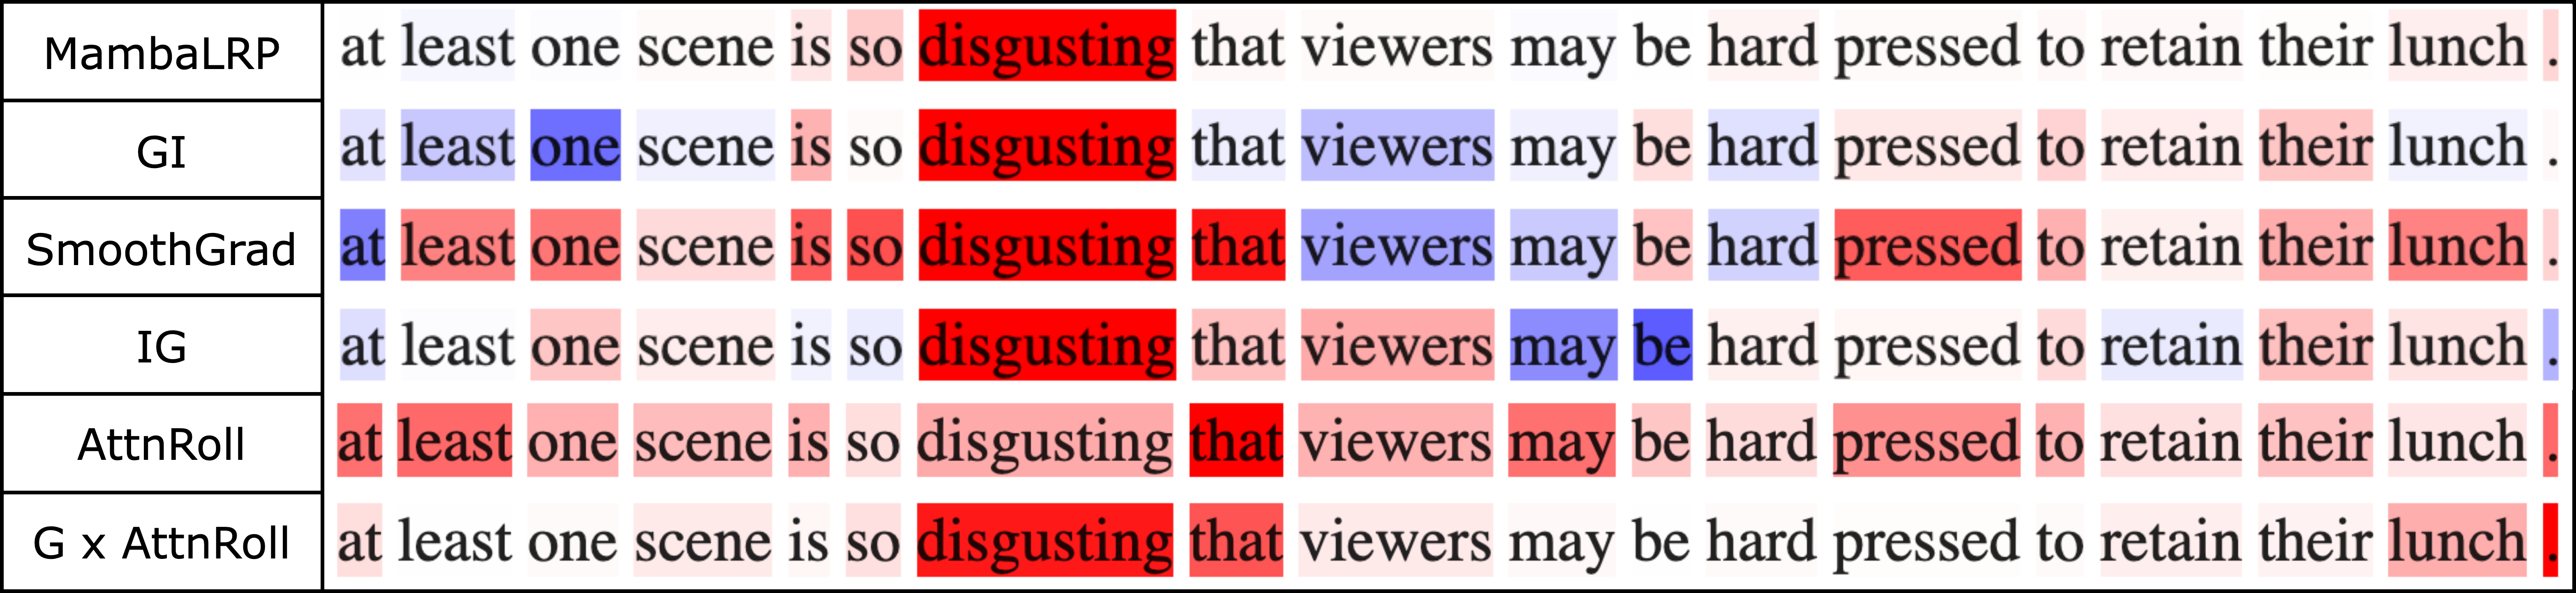 MambaLRP at least one scene is so disgusting that viewers may be hard pressed to retain their lunch .
GI at least one scene is so disgusting that viewers may be hard pressed to retain their lunch .
SmoothGrad at least one scene is so disgusting that viewers may be hard pressed to retain their lunch .
IG at least one scene is so disgusting that viewers may be hard pressed to retain their lunch .
AttnRoll at least one scene is so disgusting that viewers may be hard pressed to retain their lunch .
G x AttnRoll at least one scene is so disgusting that viewers may be hard pressed to retain their lunch .